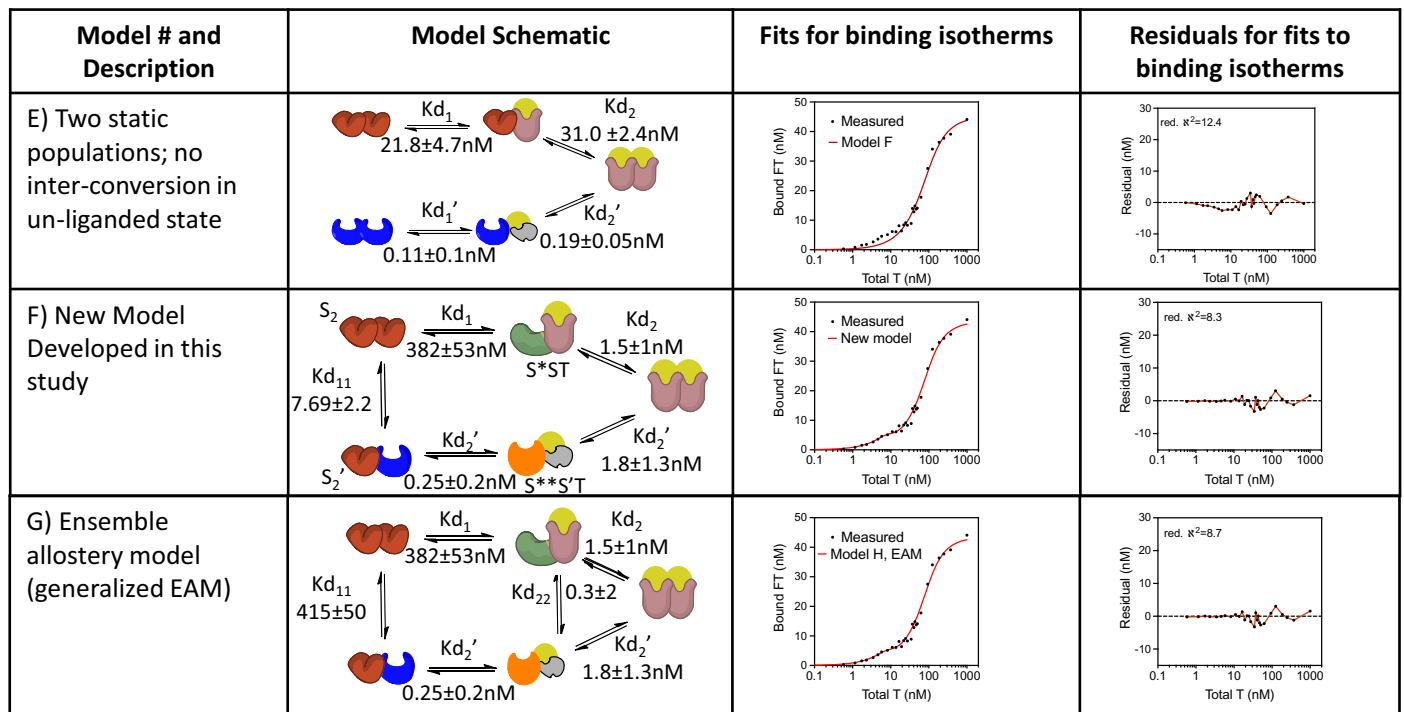 Model # and
Description
Model Schematic
Fits for binding isotherms
Residuals for fits to
binding isotherms
E) Two static
populations; no
inter-conversion in
un-liganded state
Kd1
21.8±4.7nM
Kd2
31.0 ±2.4nM
Kd1'
0.11±0.1nM
Kd2'
0.19±0.05nM
50
40
30
20
10
0
Bound FT (nM)
Measured
Model F
0.1 1 10 100 1000
Total T (nM)
30
20
10
0
-10
Residual (nM)
red. ℵ²=12.4
0.1 1 10 100 1000
Total T (nM)
F) New Model
Developed in this
study
S2
Kd1
382±53nM
S*ST
Kd2
1.5±1nM
Kd11
7.69±2.2
S2'
Kd2'
0.25±0.2nM
S**S'T
Kd2'
1.8±1.3nM
50
40
30
20
10
0
Bound FT (nM)
Measured
New model
0.1 1 10 100 1000
Total T (nM)
30
20
10
0
-10
Residual (nM)
red. ℵ²=8.3
0.1 1 10 100 1000
Total T (nM)
G) Ensemble
allostery model
(generalized EAM)
Kd1
382±53nM
Kd2
1.5±1nM
Kd11
415±50
Kd22
0.3±2
Kd2'
0.25±0.2nM
Kd2'
1.8±1.3nM
50
40
30
20
10
0
Bound FT (nM)
Measured
Model H, EAM
0.1 1 10 100 1000
Total T (nM)
30
20
10
0
-10
Residual (nM)
red. ℵ²=8.7
0.1 1 10 100 1000
Total T (nM)